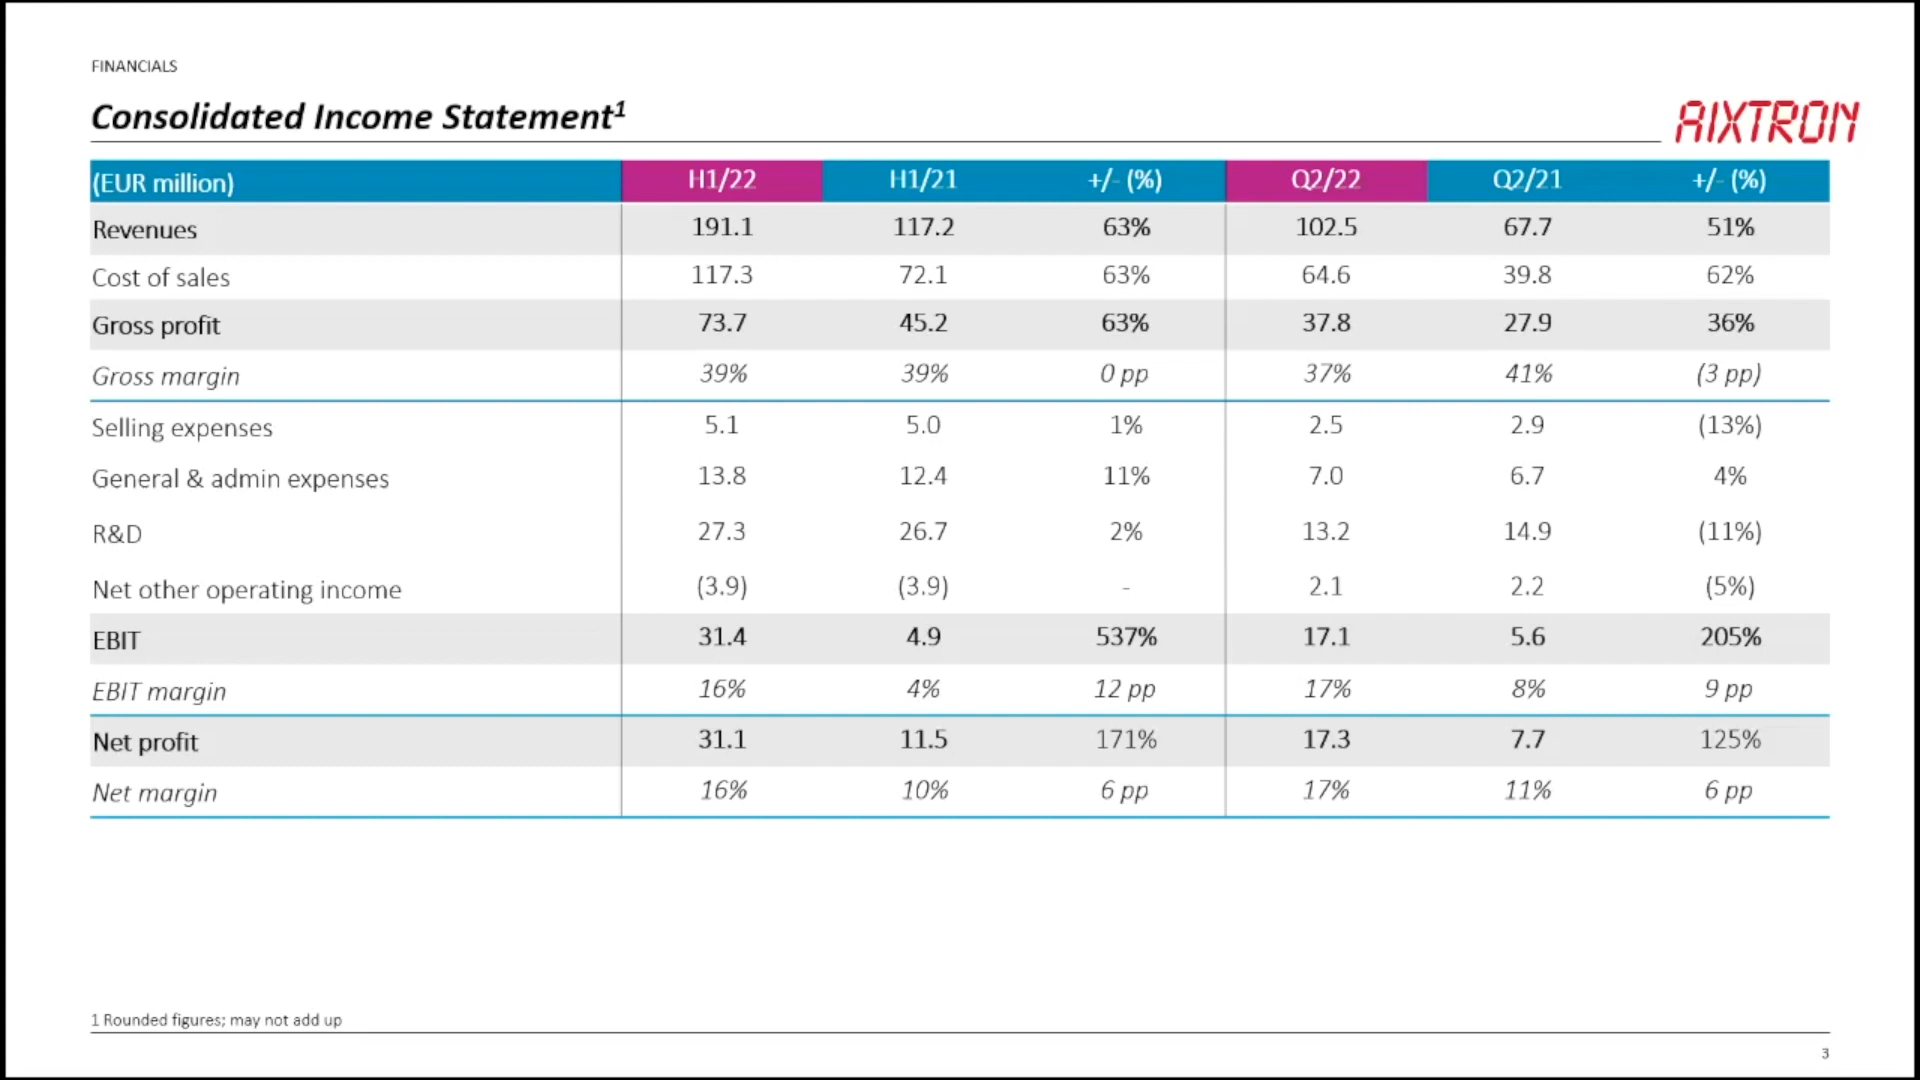 FINANCIALS
Consolidated Income Statement¹
AIXTRON
(EUR million) H1/22 H1/21 +/- (%) Q2/22 Q2/21 +/- (%)
Revenues 191.1 117.2 63% 102.5 67.7 51%
Cost of sales 117.3 72.1 63% 64.6 39.8 62%
Gross profit 73.7 45.2 63% 37.8 27.9 36%
Gross margin 39% 39% 0 pp 37% 41% (3 pp)
Selling expenses 5.1 5.0 1% 2.5 2.9 (13%)
General & admin expenses 13.8 12.4 11% 7.0 6.7 4%
R&D 27.3 26.7 2% 13.2 14.9 (11%)
Net other operating income (3.9) (3.9) - 2.1 2.2 (5%)
EBIT 31.4 4.9 537% 17.1 5.6 205%
EBIT margin 16% 4% 12 pp 17% 8% 9 pp
Net profit 31.1 11.5 171% 17.3 7.7 125%
Net margin 16% 10% 6 pp 17% 11% 6 pp
1 Rounded figures; may not add up
3